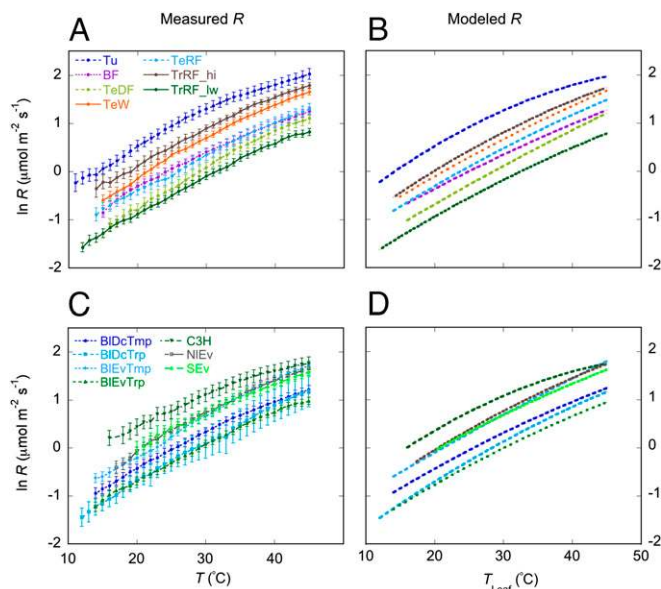 Measured R
Modeled R
A
B
Tu
TeRF
BF
TrRF_hi
TeDF
TrRF_lw
TeW
ln R (μmol m⁻² s⁻¹)
2
1
0
-1
-2
2
1
0
-1
-2
C
D
BlDcTmp
C3H
BlDcTrp
NlEv
BlEvTmp
SEv
BlEvTrp
ln R (μmol m⁻² s⁻¹)
2
1
0
-1
-2
2
1
0
-1
-2
10 20 30 40
10 20 30 40 50
T (°C)
T Leaf (°C)